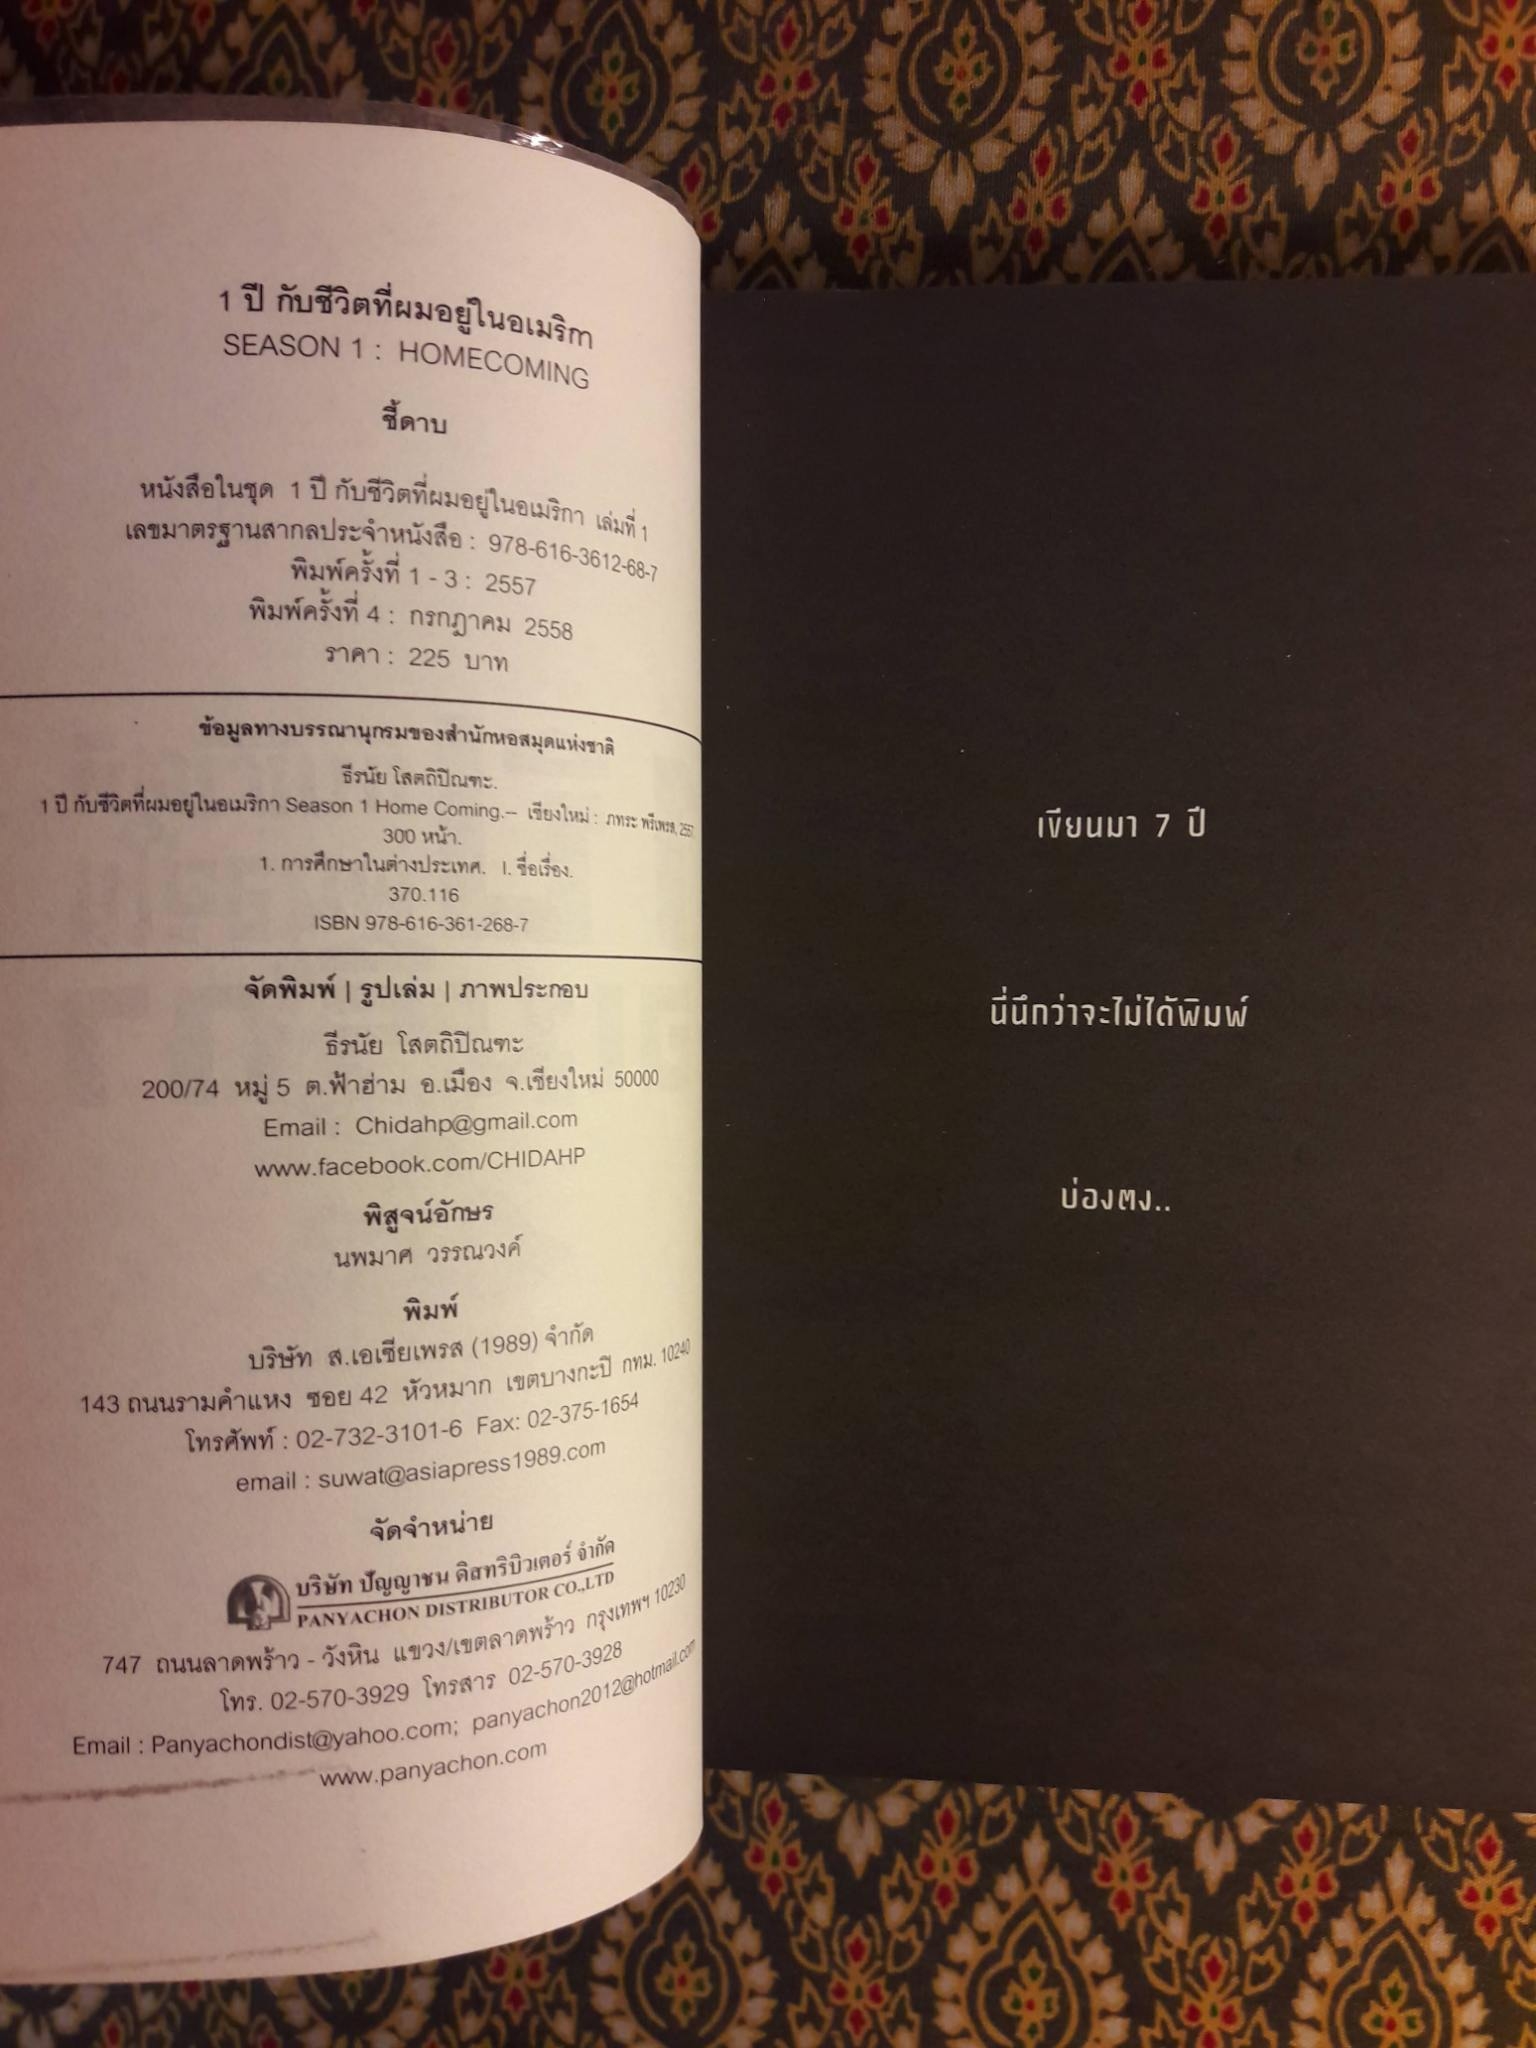 1 ปี กับชีวิตที่ผมอยู่ในอเมริกา
SEASON 1 : HOMECOMING
ชี้ดาบ
หนังสือในชุด 1 ปี กับชีวิตที่ผมอยู่ในอเมริกา เล่มที่ 1
เลขมาตรฐานสากลประจำหนังสือ : 978-616-3612-68-7
พิมพ์ครั้งที่ 1 - 3 : 2557
พิมพ์ครั้งที่ 4 : กรกฎาคม 2558
ราคา : 225 บาท
ข้อมูลทางบรรณานุกรมของสำนักหอสมุดแห่งชาติ
ธีรนัย โสตถิปิณฑะ.
1 ปี กับชีวิตที่ผมอยู่ในอเมริกา Season 1 Home Coming.-- เชียงใหม่ : ภทระ พรีเพรส, 2557.
300 หน้า.
1. การศึกษาในต่างประเทศ. I. ชื่อเรื่อง.
370.116
ISBN 978-616-361-268-7
จัดพิมพ์ | รูปเล่ม | ภาพประกอบ
ธีรนัย โสตถิปิณฑะ
200/74 หมู่ 5 ต.ฟ้าฮ่าม อ.เมือง จ.เชียงใหม่ 50000
Email : Chidahp@gmail.com
www.facebook.com/CHIDAHP
พิสูจน์อักษร
นพมาศ วรรณวงค์
พิมพ์
บริษัท ส.เอเซียเพรส (1989) จำกัด
143 ถนนรามคำแหง ซอย 42 หัวหมาก เขตบางกะปิ กทม. 10240
โทรศัพท์ : 02-732-3101-6 Fax: 02-375-1654
email : suwat@asiapress1989.com
จัดจำหน่าย
บริษัท ปัญญาชน ดิสทริบิวเตอร์ จำกัด
PANYACHON DISTRIBUTOR CO.,LTD
747 ถนนลาดพร้าว - วังหิน แขวง/เขตลาดพร้าว กรุงเทพฯ 10230
โทร. 02-570-3929 โทรสาร 02-570-3928
Email : Panyachondist@yahoo.com; panyachon2012@hotmail.com
www.panyachon.com
เขียนมา 7 ปี
นี่นึกว่าจะไม่ได้พิมพ์
บ่องตง..